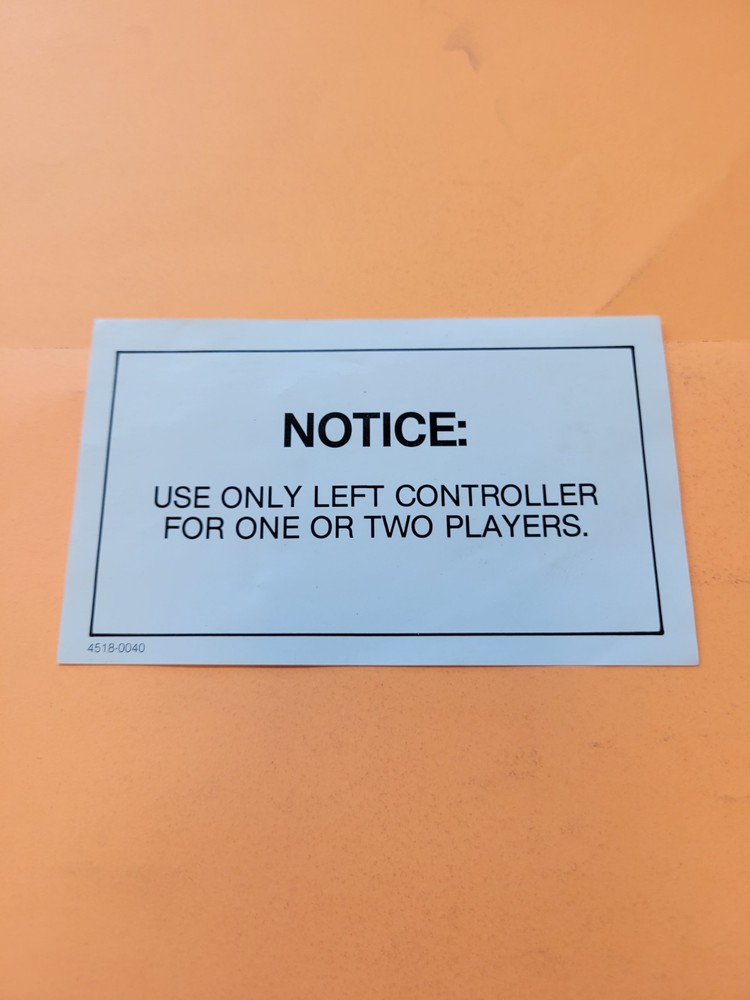 NOTICE:
USE ONLY LEFT CONTROLLER
FOR ONE OR TWO PLAYERS.
4518-0040